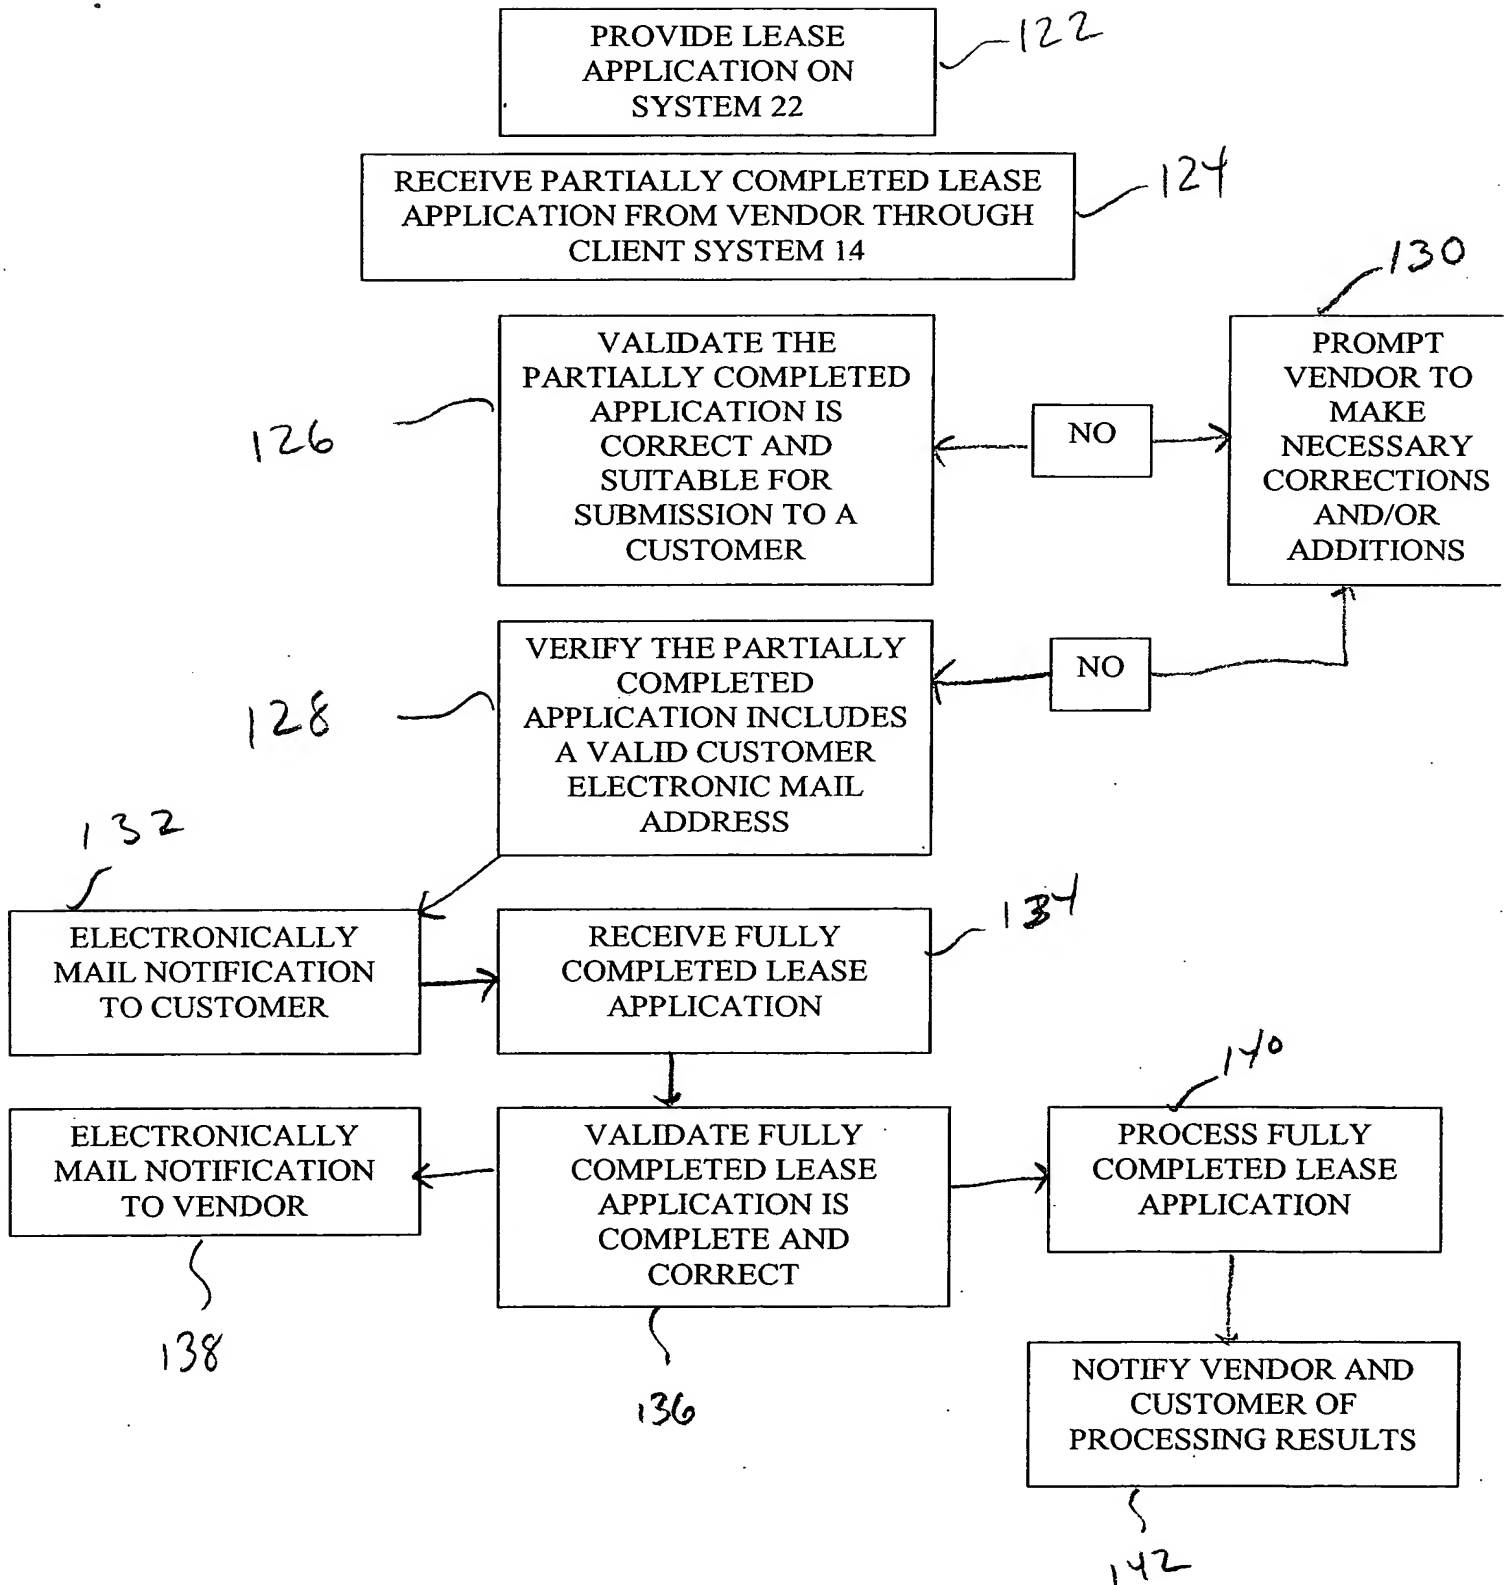 PROVIDE LEASE
APPLICATION ON
SYSTEM 22
122
RECEIVE PARTIALLY COMPLETED LEASE
APPLICATION FROM VENDOR THROUGH
CLIENT SYSTEM 14
124
126
VALIDATE THE
PARTIALLY COMPLETED
APPLICATION IS
CORRECT AND
SUITABLE FOR
SUBMISSION TO A
CUSTOMER
NO
130
PROMPT
VENDOR TO
MAKE
NECESSARY
CORRECTIONS
AND/OR
ADDITIONS
128
VERIFY THE PARTIALLY
COMPLETED
APPLICATION INCLUDES
A VALID CUSTOMER
ELECTRONIC MAIL
ADDRESS
NO
132
ELECTRONICALLY
MAIL NOTIFICATION
TO CUSTOMER
RECEIVE FULLY
COMPLETED LEASE
APPLICATION
134
ELECTRONICALLY
MAIL NOTIFICATION
TO VENDOR
138
VALIDATE FULLY
COMPLETED LEASE
APPLICATION IS
COMPLETE AND
CORRECT
136
140
PROCESS FULLY
COMPLETED LEASE
APPLICATION
NOTIFY VENDOR AND
CUSTOMER OF
PROCESSING RESULTS
142